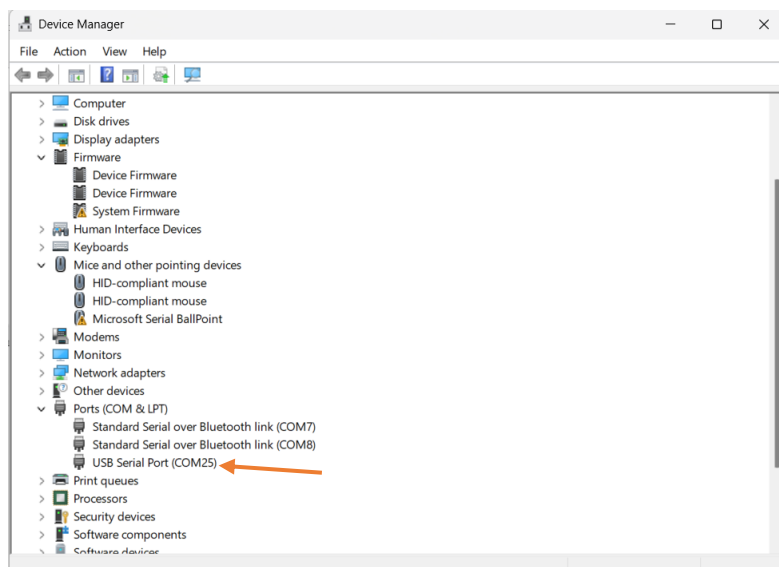 Device Manager
File Action View Help
Computer
Disk drives
Display adapters
Firmware
Device Firmware
Device Firmware
System Firmware
Human Interface Devices
Keyboards
Mice and other pointing devices
HID-compliant mouse
HID-compliant mouse
Microsoft Serial BallPoint
Modems
Monitors
Network adapters
Other devices
Ports (COM & LPT)
Standard Serial over Bluetooth link (COM7)
Standard Serial over Bluetooth link (COM8)
USB Serial Port (COM25)
Print queues
Processors
Security devices
Software components
Software devices